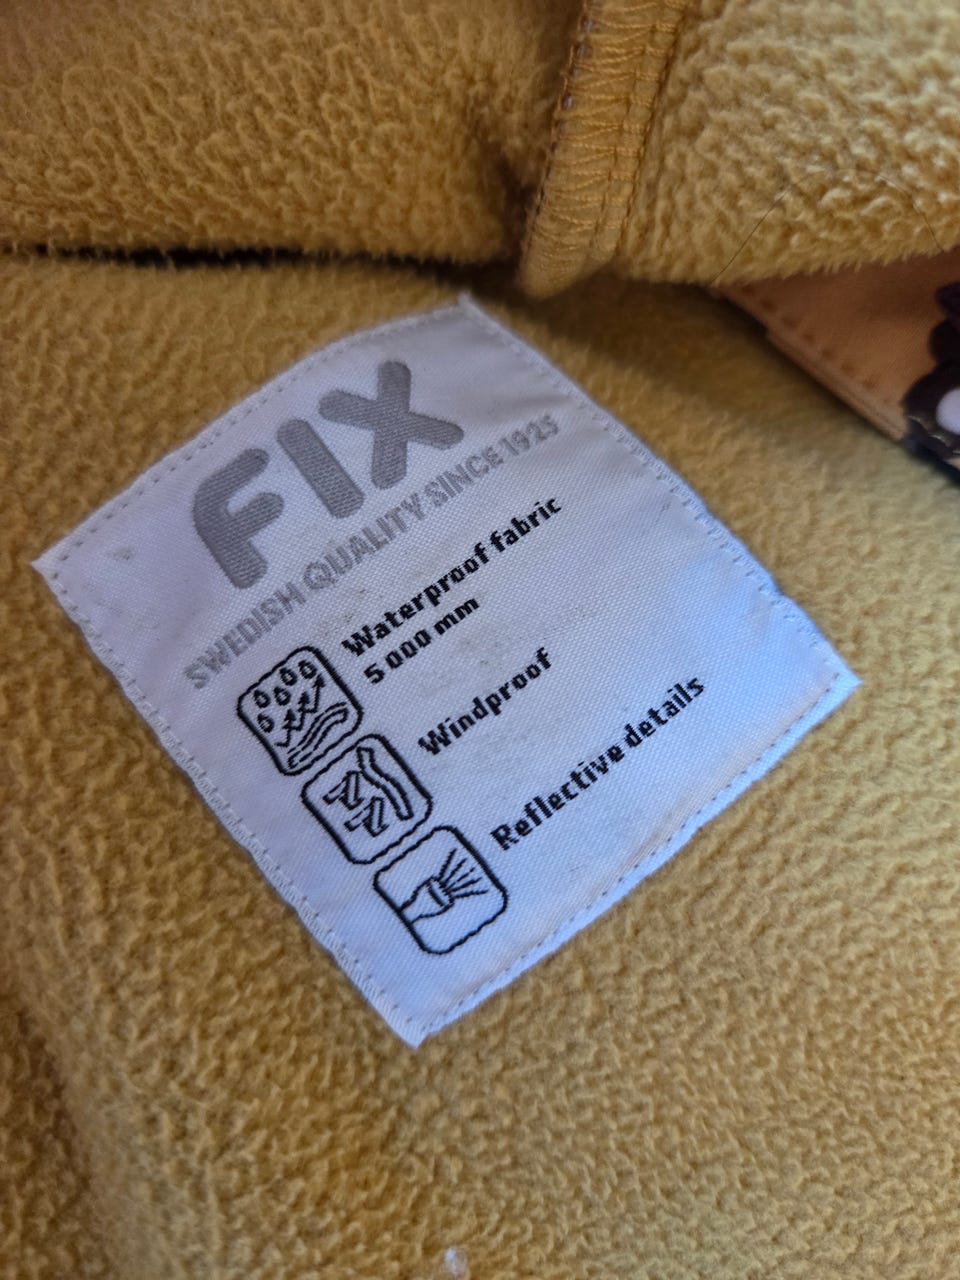 FIX
SWEDISH QUALITY SINCE 1925
Waterproof fabric
5 000 mm
Windproof
Reflective details